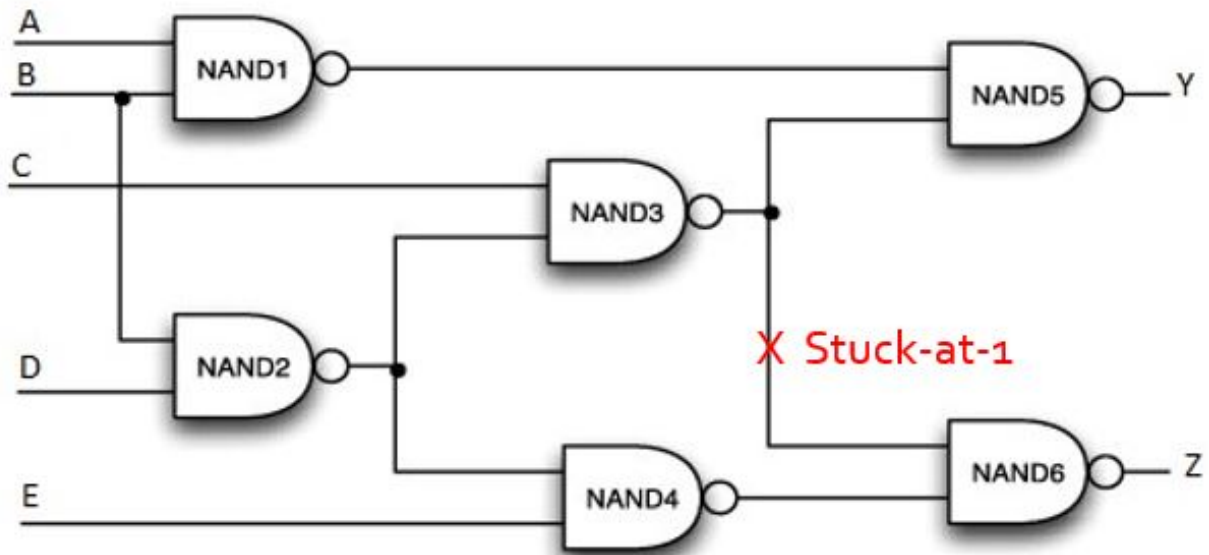 A
NAND1
B
NAND5
Y
C
NAND3
X Stuck-at-1
D
NAND2
E
NAND4
NAND6
Z